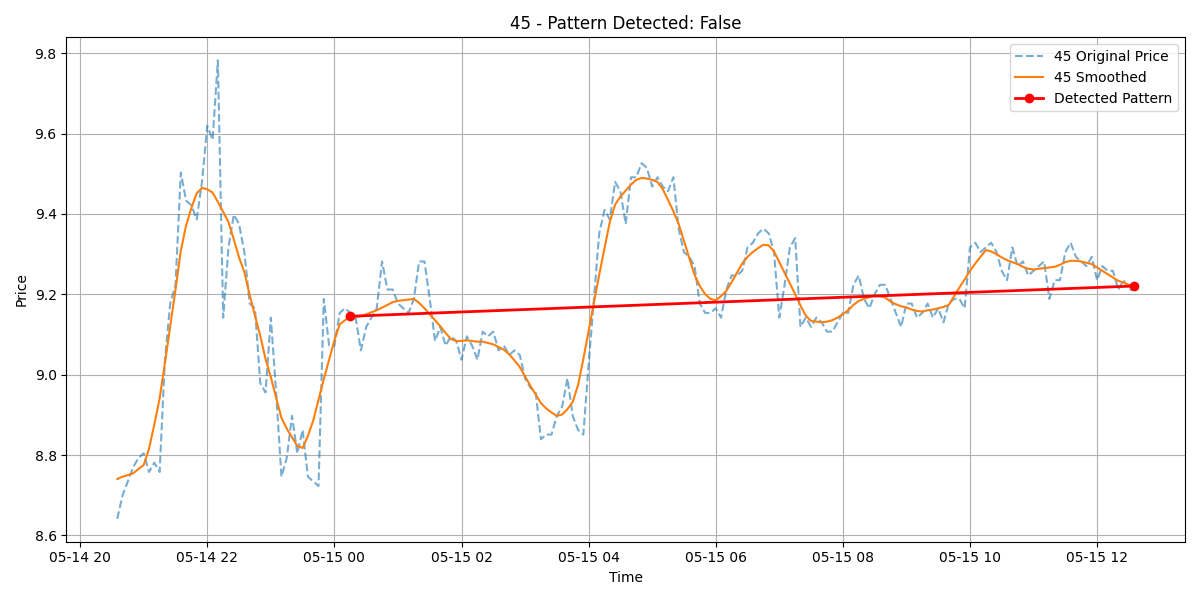 45 - Pattern Detected: False
45 Original Price
45 Smoothed
Detected Pattern
Price
9.8
9.6
9.4
9.2
9.0
8.8
8.6
05-14 20
05-14 22
05-15 00
05-15 02
05-15 04
05-15 06
05-15 08
05-15 10
05-15 12
Time